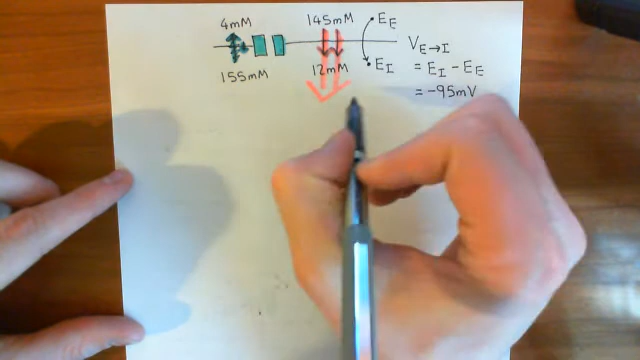 4mM
155mM
145mM
12mM
E_E
E_I
V_E→I
= E_I - E_E
= -95mV